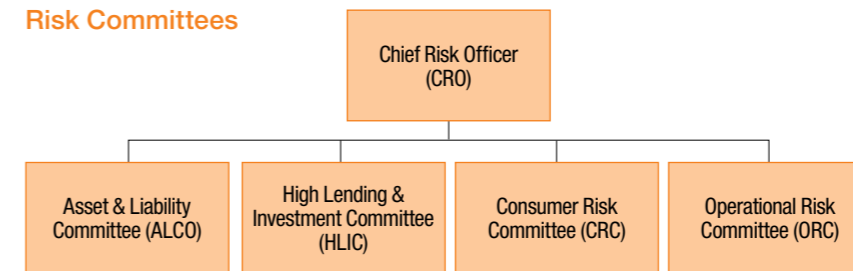 Risk Committees
Chief Risk Officer
(CRO)
Asset & Liability
Committee (ALCO)
High Lending &
Investment Committee
(HLIC)
Consumer Risk
Committee (CRC)
Operational Risk
Committee (ORC)